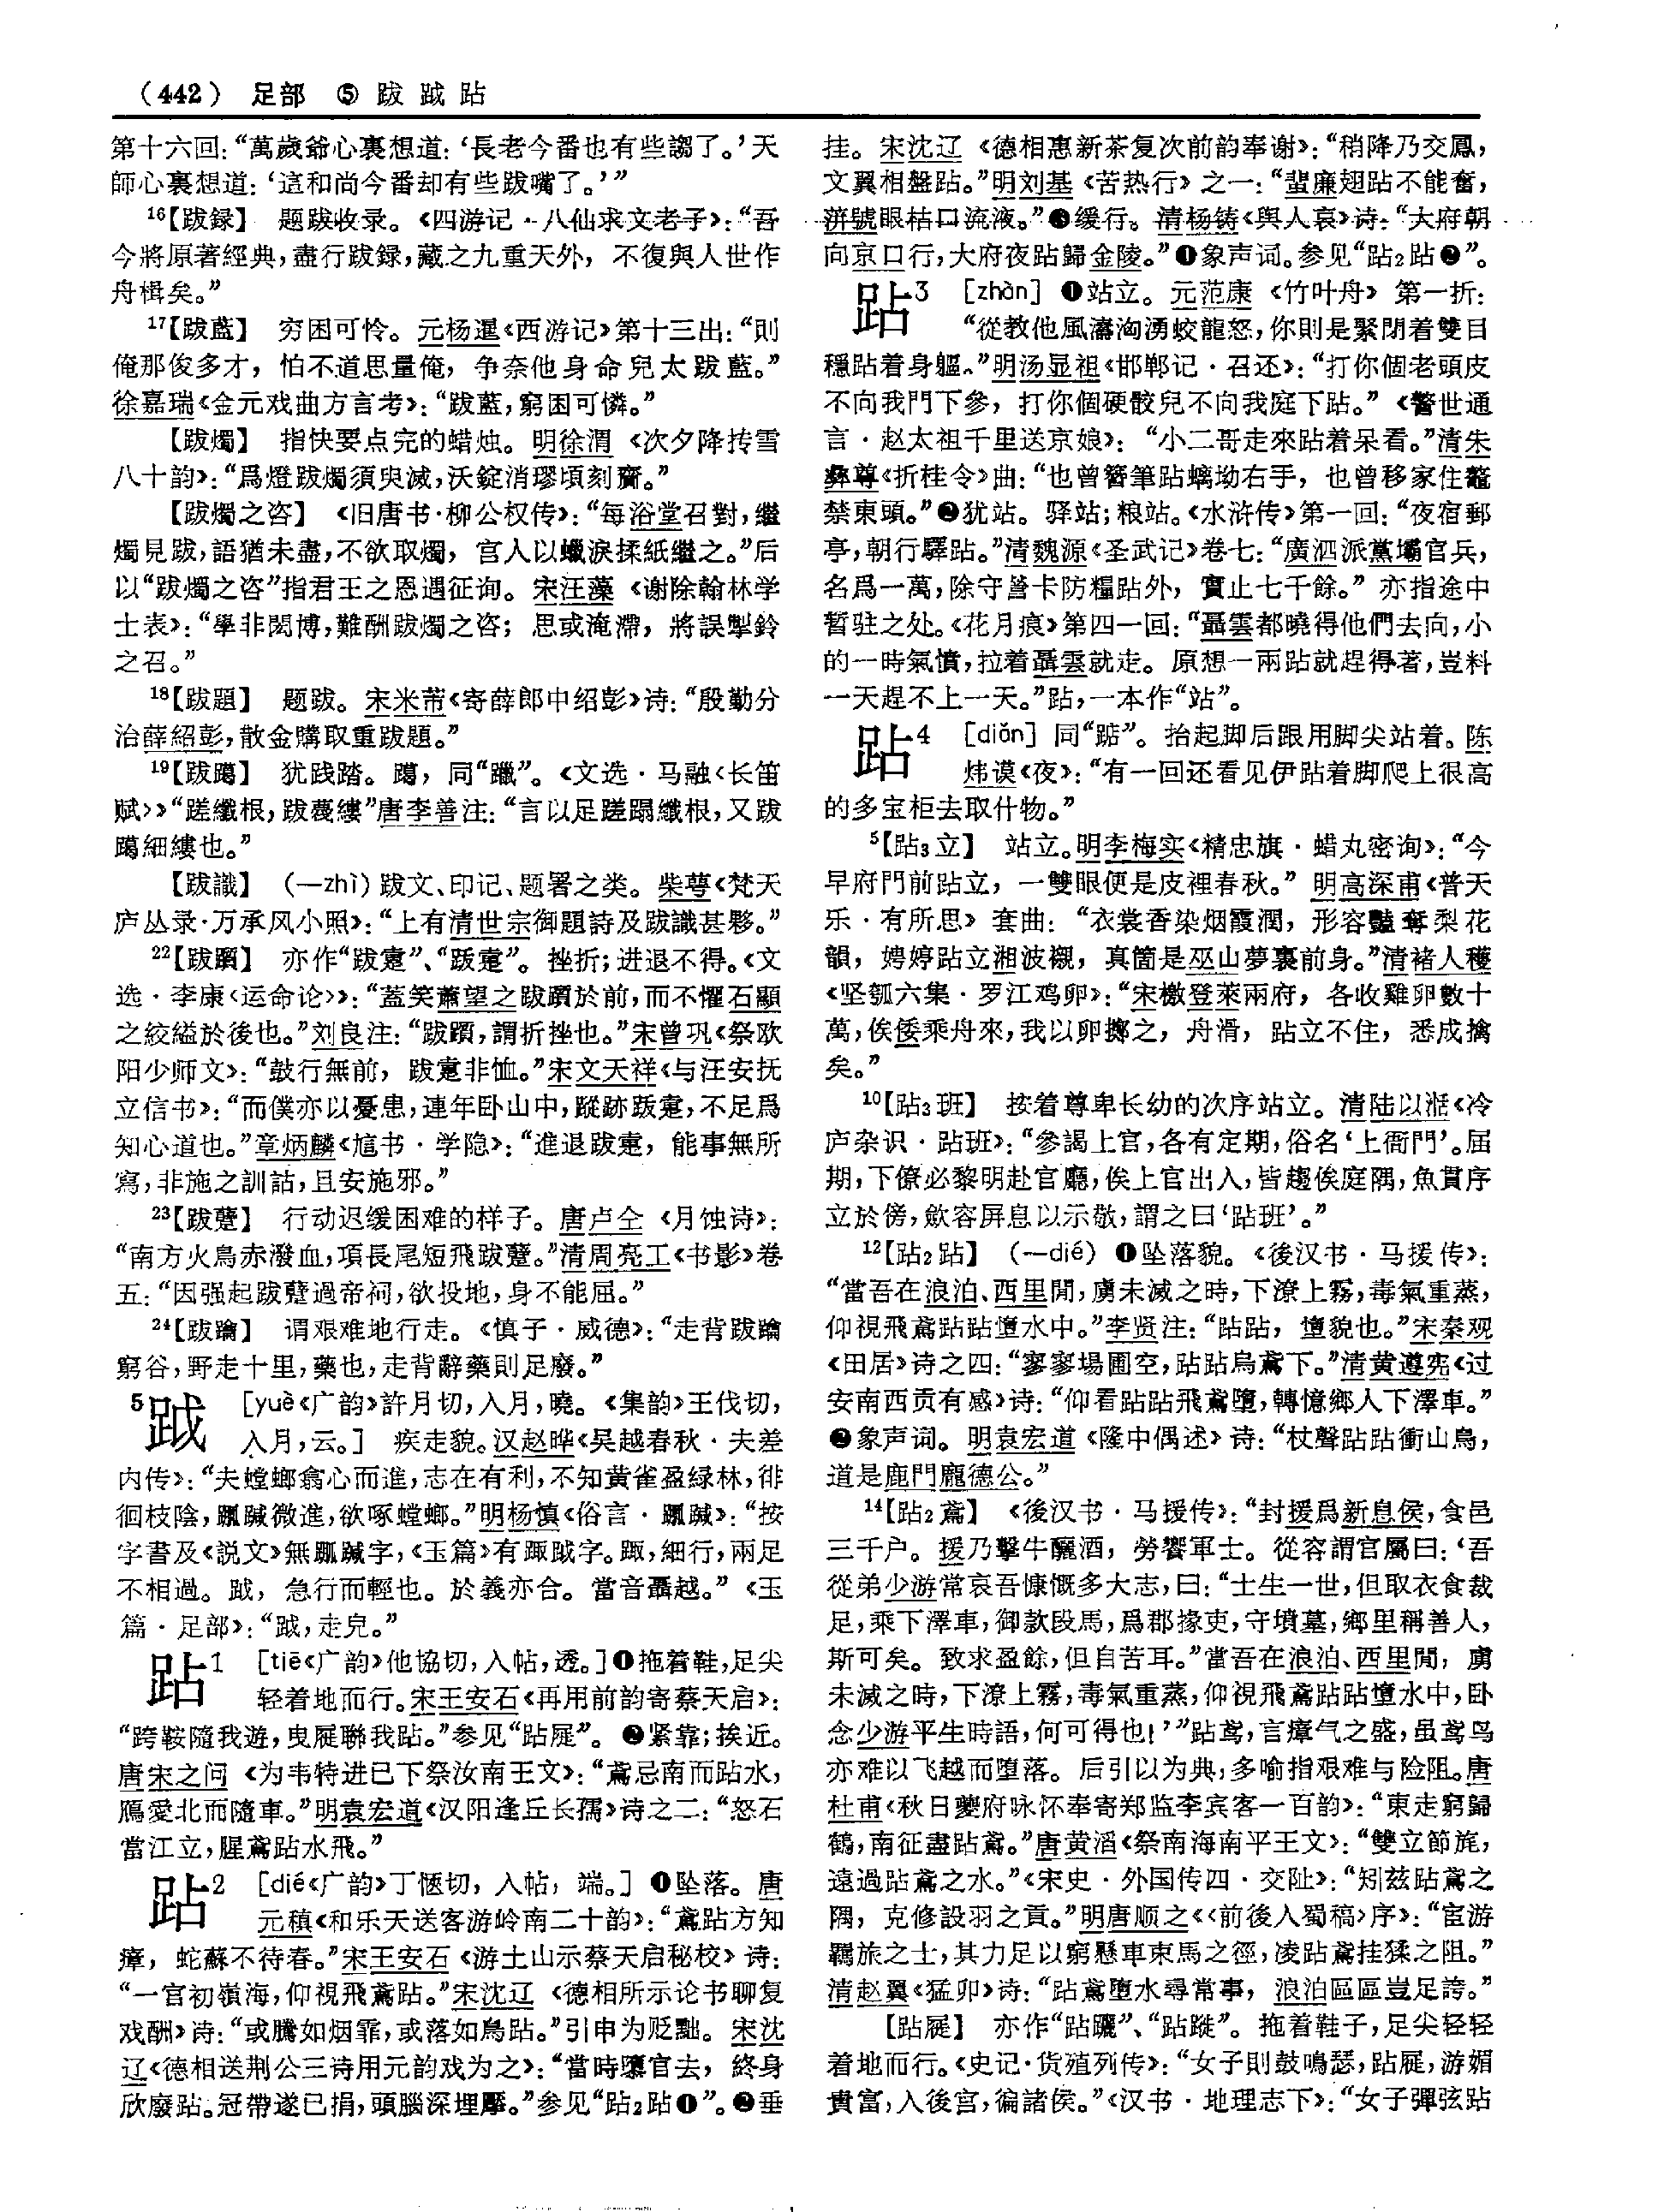 （442） 足部 ⑤ 跋 跋 跕
第十六回：“萬歲爺心裏想道：‘長老今番也有些謅了。’天
師心裏想道：‘這和尚今番却有些跋嘴了。’”
16【跋録】 题跋收录。《四游记·八仙求文老子》：“吾
今將原著經典，盡行跋録，藏之九重天外，不復與人世作
舟楫矣。”
17【跋藍】 穷困可怜。元杨暹《西游记》第十三出：“則
俺那俊多才，怕不道思量俺，争奈他身命兒太跋藍。”
徐嘉瑞《金元戏曲方言考》：“跋藍，窮困可憐。”
【跋燭】 指快要点完的蜡烛。明徐渭《次夕降抟雪
八十韵》：“爲燈跋燭須臾滅，沃錠消璆頃刻齎。”
【跋燭之咨】 《旧唐书·柳公权传》：“每浴堂召對，繼
燭見跋，語猶未盡，不欲取燭，宫人以蠟淚揉紙繼之。”后
以“跋燭之咨”指君王之恩遇征询。宋汪藻《谢除翰林学
士表》：“學非閎博，難酬跋燭之咨；思或淹滯，將誤掣鈴
之召。”
18【跋題】 题跋。宋米芾《寄薛郎中绍彭》诗：“殷勤分
治薛紹彭，散金購取重跋題。”
19【跋躐】 犹践踏。躐，同“躐”。《文选·马融〈长笛
赋〉》“蹉纖根，跋蔑縷”唐李善注：“言以足蹉蹋纖根，又跋
躐細縷也。”
【跋識】 （—zhì）跋文、印记、题署之类。柴萼《梵天
庐丛录·万承风小照》：“上有清世宗御題詩及跋識甚夥。”
22【跋躓】 亦作“跋疐”、“跋疐”。挫折；进退不得。《文
选·李康〈运命论〉》：“蓋笑蕭望之跋躓於前，而不懼石顯
之絞縊於後也。”刘良注：“跋躓，謂折挫也。”宋曾巩《祭欧
阳少师文》：“鼓行無前，跋疐非恤。”宋文天祥《与汪安抚
立信书》：“而僕亦以憂患，連年卧山中，蹤跡跋疐，不足爲
知心道也。”章炳麟《訄书·学隐》：“進退跋疐，能事無所
寫，非施之訓詁，且安施邪。”
23【跋躠】 行动迟缓困难的样子。唐卢仝《月蚀诗》：
“南方火鳥赤潑血，項長尾短飛跋躠。”清周亮工《书影》卷
五：“因强起跋躠過帝祠，欲投地，身不能屈。”
24【跋踰】 谓艰难地行走。《慎子·威德》：“走背跋踰
窮谷，野走十里，藥也，走背辭藥則足廢。”
5跋 ［yuè《广韵》許月切，入月，曉。《集韵》王伐切，
入月，云。］ 疾走貌。汉赵晔《吴越春秋·夫差
内传》：“夫螳螂翕心而進，志在有利，不知黄雀盈緑林，徘
徊枝陰，踂䠯微進，欲啄螳螂。”明杨慎《俗言·踂䠯》：“按
字書及《説文》無踂䠯字，《玉篇》有踙䟠字。踙，細行，兩足
不相過。䟠，急行而輕也。於義亦合。當音聶越。”《玉
篇·足部》：“䟠，走皃。”
跕1 ［tiē《广韵》他協切，入帖，透。］❶拖着鞋，足尖
轻着地而行。宋王安石《再用前韵寄蔡天启》：
“跨鞍隨我遊，曳屣聯我跕。”参见“跕屣”。❷紧靠；挨近。
唐宋之问《为韦特进已下祭汝南王文》：“鳶忌南而跕水，
鴈愛北而隨車。”明袁宏道《汉阳逢丘长孺》诗之二：“怒石
當江立，腥鳶跕水飛。”
跕2 ［dié《广韵》丁愜切，入帖，端。］ ❶坠落。唐
元稹《和乐天送客游岭南二十韵》：“鳶跕方知
瘴，蛇蘇不待春。”宋王安石《游土山示蔡天启秘校》诗：
“一官初嶺海，仰視飛鳶跕。”宋沈辽《德相所示论书聊复
戏酬》诗：“或騰如烟霏，或落如鳥跕。”引申为贬黜。宋沈
辽《德相送荆公三诗用元韵戏为之》：“當時墮官去，終身
欣廢跕。冠帶遂已捐，頭腦深埋壓。”参见“跕2跕❶”。❷垂
挂。宋沈辽《德相惠新茶复次前韵奉谢》：“稍降乃交鳳，
文翼相盤跕。”明刘基《苦热行》之一：“蜚廉翅跕不能奮，
蓱號眼枯口流液。”❸缓行。清杨铸《舆人哀》诗：“大府朝
向京口行，大府夜跕歸金陵。”❶象声词。参见“跕2跕❷”。
跕3 ［zhàn］ ❶站立。元范康《竹叶舟》第一折：
“從教他風濤洶湧蛟龍怒，你則是緊閉着雙目
穩跕着身軀。”明汤显祖《邯郸记·召还》：“打你個老頭皮
不向我門下參，打你個硬骰兒不向我庭下跕。”《警世通
言·赵太祖千里送京娘》：“小二哥走來跕着呆看。”清朱
彝尊《折桂令》曲：“也曾簪筆跕螭坳右手，也曾移家住鼇
禁東頭。”❷犹站。驿站；粮站。《水浒传》第一回：“夜宿郵
亭，朝行驛跕。”清魏源《圣武记》卷七：“廣泗派黨壩官兵，
名爲一萬，除守營卡防糧跕外，實止七千餘。”亦指途中
暂驻之处。《花月痕》第四一回：“聶雲都曉得他們去向，小
的一時氣憤，拉着聶雲就走。原想一兩跕就趕得著，豈料
一天趕不上一天。”跕，一本作“站”。
跕4 ［diǎn］同“踮”。抬起脚后跟用脚尖站着。陈
炜谟《夜》：“有一回还看见伊跕着脚爬上很高
的多宝柜去取什物。”
5【跕3立】 站立。明李梅实《精忠旗·蜡丸密询》：“今
早府門前跕立，一雙眼便是皮裡春秋。”明高深甫《普天
乐·有所思》套曲：“衣裳香染烟霞潤，形容豔奪梨花
韻，娉婷跕立湘波襯，真箇是巫山夢裏前身。”清褚人穫
《坚瓠六集·罗江鸡卵》：“宋檄登萊兩府，各收雞卵數十
萬，俟倭乘舟來，我以卵擲之，舟滑，跕立不住，悉成擒
矣。”
10【跕3班】 按着尊卑长幼的次序站立。清陆以湉《冷
庐杂识·跕班》：“參謁上官，各有定期，俗名‘上衙門’。届
期，下僚必黎明赴官廳，俟上官出入，皆趨俟庭隅，魚貫序
立於傍，斂容屏息以示敬，謂之曰‘跕班’。”
12【跕2跕】 （—dié） ❶坠落貌。《後汉书·马援传》：
“當吾在浪泊、西里間，虜未滅之時，下潦上霧，毒氣重蒸，
仰視飛鳶跕跕墮水中。”李贤注：“跕跕，墮貌也。”宋秦观
《田居》诗之四：“寥寥場圃空，跕跕烏鳶下。”清黄遵宪《过
安南西贡有感》诗：“仰看跕跕飛鳶墮，轉憶鄉人下澤車。”
❷象声词。明袁宏道《隆中偶述》诗：“杖聲跕跕衝山鳥，
道是鹿門龐德公。”
14【跕2鳶】 《後汉书·马援传》：“封援爲新息侯，食邑
三千户。援乃擊牛釃酒，勞饗軍士。從容謂官屬曰：‘吾
從弟少游常哀吾慷慨多大志，曰：“士生一世，但取衣食裁
足，乘下澤車，御款段馬，爲郡掾吏，守墳墓，鄉里稱善人，
斯可矣。致求盈餘，但自苦耳。”當吾在浪泊、西里間，虜
未滅之時，下潦上霧，毒氣重蒸，仰視飛鳶跕跕墮水中，卧
念少游平生時語，何可得也！’”跕鸢，言瘴气之盛，虽鸢鸟
亦难以飞越而堕落。后引以为典，多喻指艰难与险阻。唐
杜甫《秋日夔府咏怀奉寄郑监李宾客一百韵》：“東走窮歸
鶴，南征盡跕鳶。”唐黄滔《祭南海南平王文》：“雙立節旄，
遠過跕鳶之水。”《宋史·外国传四·交阯》：“矧兹跕鳶之
隅，克修設羽之貢。”明唐顺之《〈前後入蜀稿〉序》：“宦游
羈旅之士，其力足以窮懸車束馬之徑，凌跕鳶挂猱之阻。”
清赵翼《猛卯》诗：“跕鳶墮水尋常事，浪泊區區豈足誇。”
【跕屣】 亦作“跕躧”、“跕蹝”。拖着鞋子，足尖轻轻
着地而行。《史记·货殖列传》：“女子則鼓鳴瑟，跕屣，游媚
貴富，入後宫，徧諸侯。”《汉书·地理志下》：“女子彈弦跕